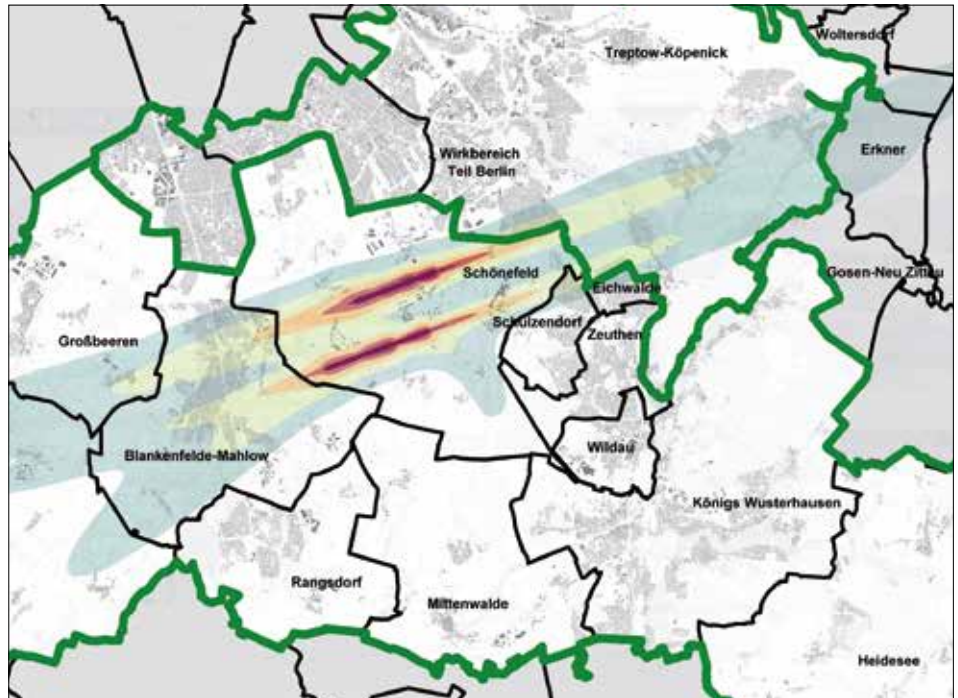 Woltersdorf
Treptow-Köpenick
Erkner
Wirkbereich
Teil Berlin
Schönefeld
Gosen-Neu Zittau
Eichwalde
Schulzendorf
Zeuthen
Großbeeren
Wildau
Blankenfelde-Mahlow
Königs Wusterhausen
Rangsdorf
Mittenwalde
Heidesee